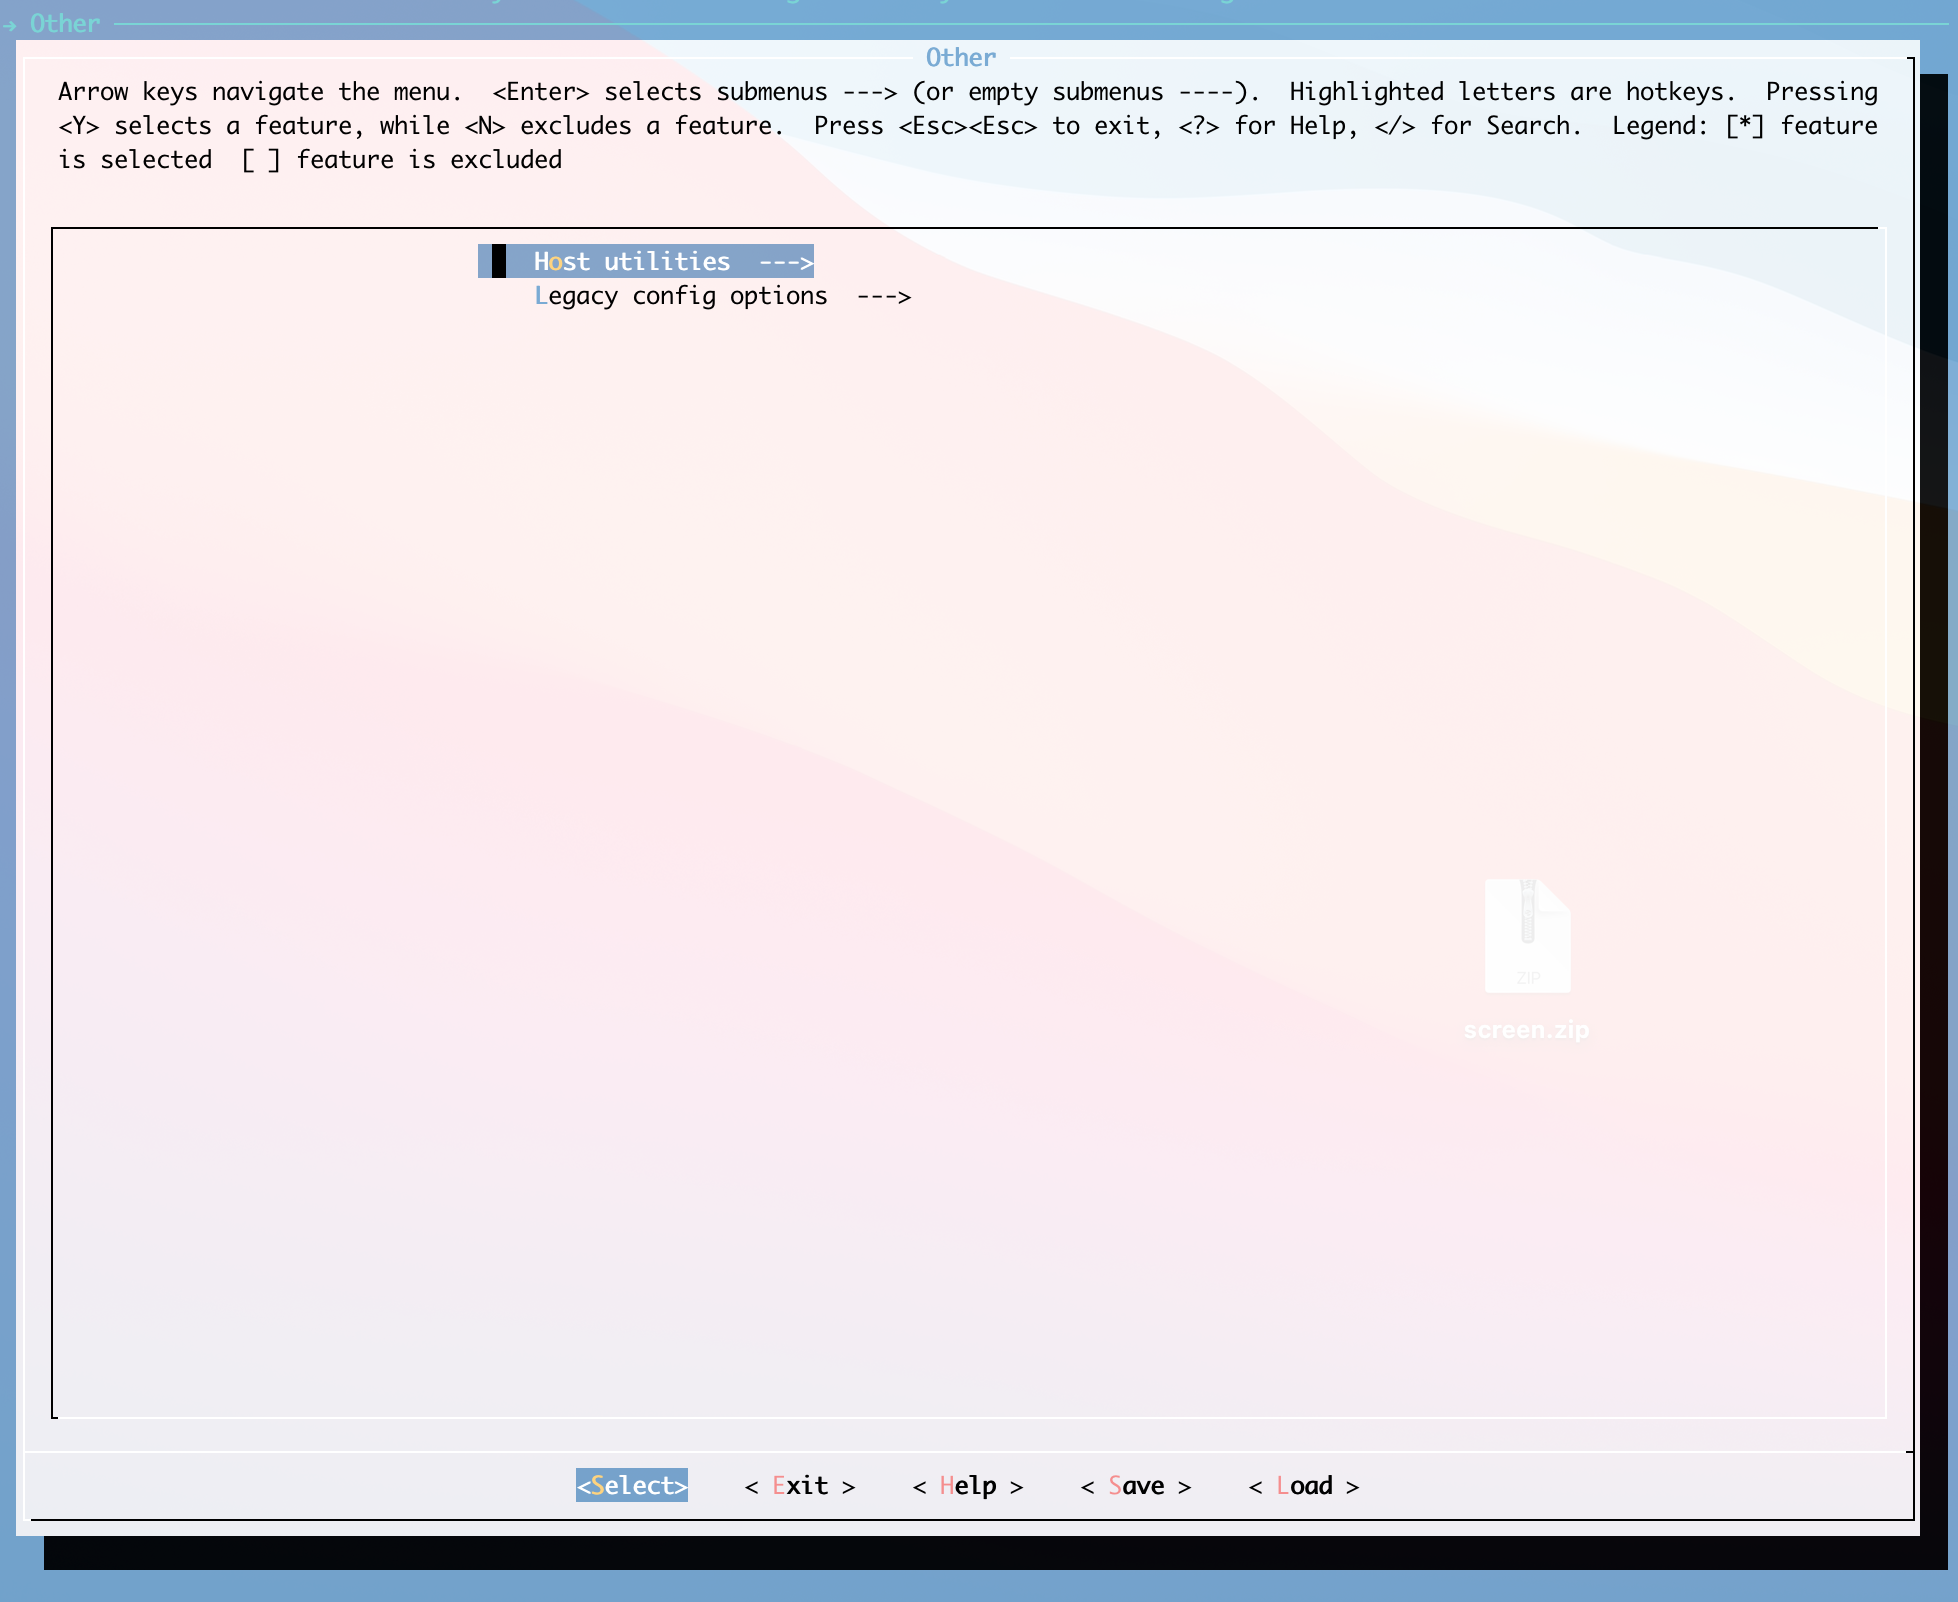 → Other
Other
Arrow keys navigate the menu.  <Enter> selects submenus ---> (or empty submenus ----).  Highlighted letters are hotkeys.  Pressing
<Y> selects a feature, while <N> excludes a feature.  Press <Esc><Esc> to exit, <?> for Help, </> for Search.  Legend: [*] feature
is selected  [ ] feature is excluded
Host utilities  --->
Legacy config options  --->
ZIP
screen.zip
<Select>    < Exit >    < Help >    < Save >    < Load >